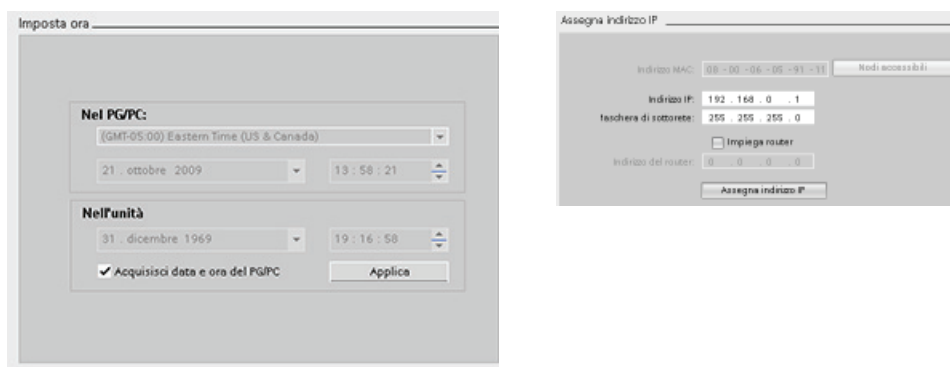 Imposta ora
Nel PG/PC:
(GMT-05:00) Eastern Time (US & Canada)
21 . ottobre 2009
13 : 58 : 21
Nell'unità
31 . dicembre 1969
19 : 16 : 58
Acquisisci data e ora del PG/PC
Applica
Assegna indirizzo IP
Indirizzo MAC: 08 - 00 - 06 - 05 - 91 - 11
Nodi accessibili
Indirizzo IP: 192 . 168 . 0 . 1
faschera di sottorete: 255 . 255 . 255 . 0
Impiega router
Indirizzo del router: 0 . 0 . 0 . 0
Assegna indirizzo IP